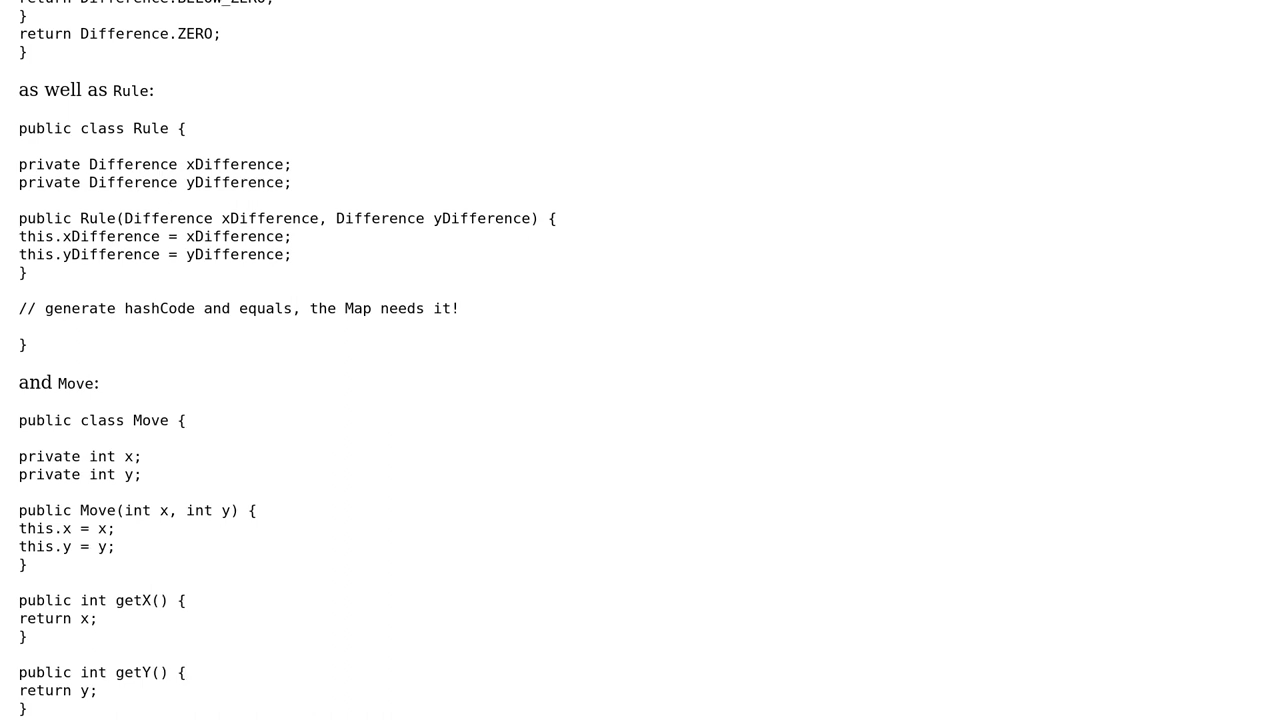 return Difference.BELOW_ZERO;
}
return Difference.ZERO;
}
as well as Rule:
public class Rule {
private Difference xDifference;
private Difference yDifference;
public Rule(Difference xDifference, Difference yDifference) {
this.xDifference = xDifference;
this.yDifference = yDifference;
}
// generate hashCode and equals, the Map needs it!
}
and Move:
public class Move {
private int x;
private int y;
public Move(int x, int y) {
this.x = x;
this.y = y;
}
public int getX() {
return x;
}
public int getY() {
return y;
}